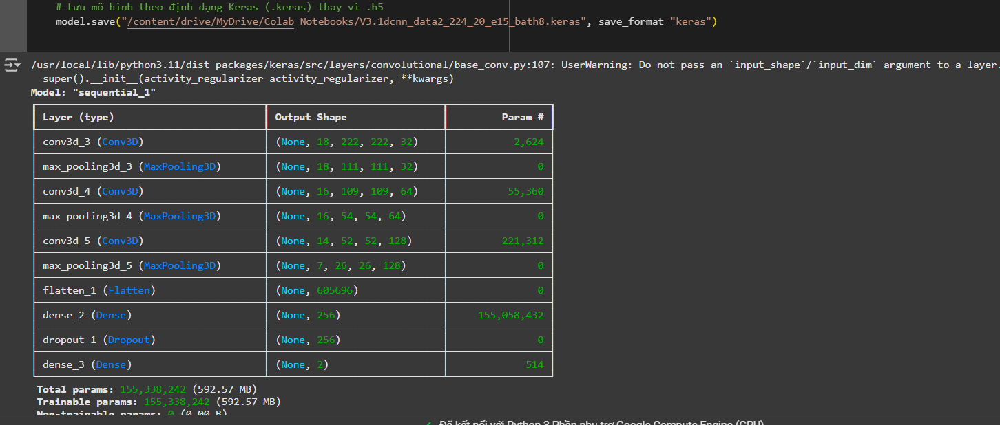 # Lưu mô hình theo định dạng Keras (.keras) thay vì .h5
model.save("/content/drive/MyDrive/Colab Notebooks/V3.1dcnn_data2_224_20_e15_bath8.keras", save_format="keras")
/usr/local/lib/python3.11/dist-packages/keras/src/layers/convolutional/base_conv.py:107: UserWarning: Do not pass an `input_shape`/`input_dim` argument to a layer.
super().__init__(activity_regularizer=activity_regularizer, **kwargs)
Model: "sequential_1"
Layer (type) Output Shape Param #
conv3d_3 (Conv3D) (None, 18, 222, 222, 32) 2,624
max_pooling3d_3 (MaxPooling3D) (None, 18, 111, 111, 32) 0
conv3d_4 (Conv3D) (None, 16, 109, 109, 64) 55,360
max_pooling3d_4 (MaxPooling3D) (None, 16, 54, 54, 64) 0
conv3d_5 (Conv3D) (None, 14, 52, 52, 128) 221,312
max_pooling3d_5 (MaxPooling3D) (None, 7, 26, 26, 128) 0
flatten_1 (Flatten) (None, 605696) 0
dense_2 (Dense) (None, 256) 155,058,432
dropout_1 (Dropout) (None, 256) 0
dense_3 (Dense) (None, 2) 514
Total params: 155,338,242 (592.57 MB)
Trainable params: 155,338,242 (592.57 MB)
Non-trainable params: 0 (0.00 B)
Đã kết nối với Python 3 Phần phụ trợ Google Compute Engine (CPU)